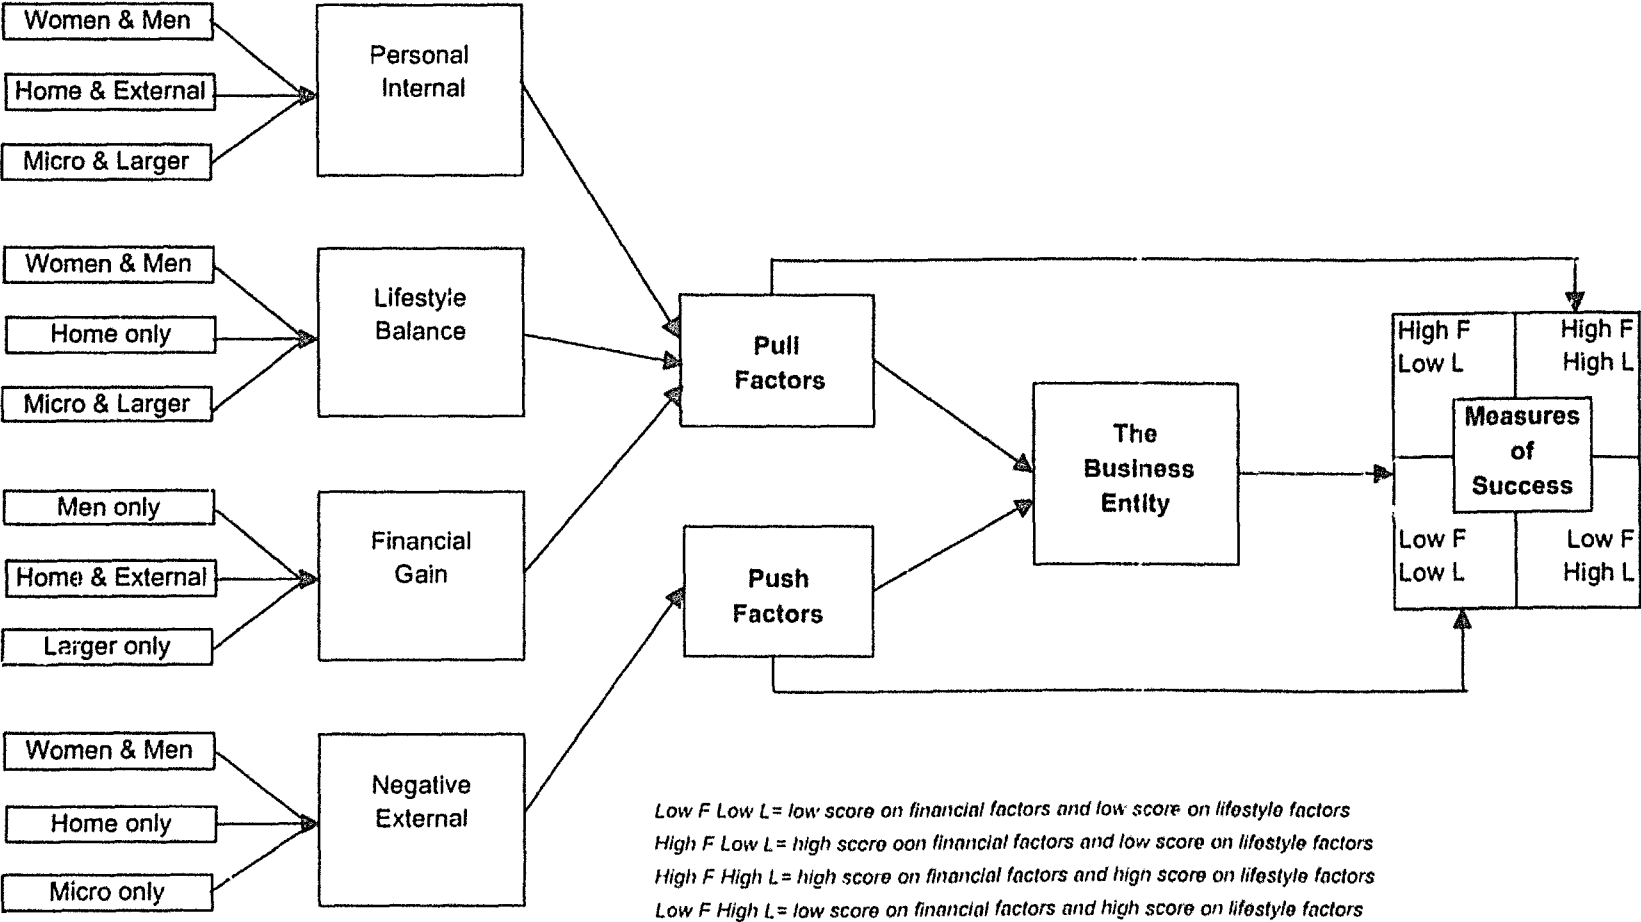 Women & Men
Home & External
Micro & Larger
Personal
Internal
Women & Men
Home only
Micro & Larger
Lifestyle
Balance
Men only
Home & External
Larger only
Financial
Gain
Women & Men
Home only
Micro only
Negative
External
Pull
Factors
Push
Factors
The
Business
Entity
High F
Low L
High F
High L
Measures
of
Success
Low F
Low L
Low F
High L
Low F Low L= low score on financial factors and low score on lifestyle factors
High F Low L= high score oon financial factors and low score on lifestyle factors
High F High L= high score on financial factors and high score on lifestyle factors
Low F High L= low score on financial factors and high score on lifestyle factors